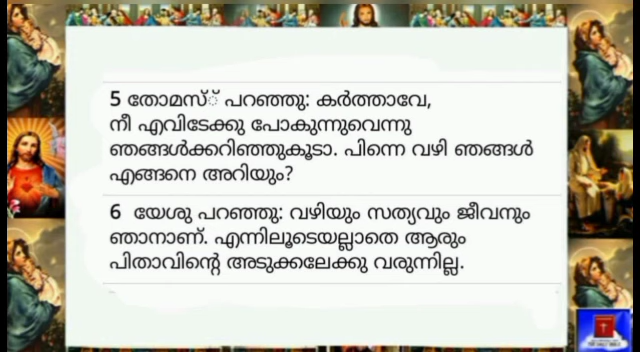 5 തോമസ്് പറഞ്ഞു: കർത്താവേ,
നീ എവിടേക്കു പോകുന്നുവെന്നു
ഞങ്ങൾക്കറിഞ്ഞുകൂടാ. പിന്നെ വഴി ഞങ്ങൾ
എങ്ങനെ അറിയും?
6 യേശു പറഞ്ഞു: വഴിയും സത്യവും ജീവനും
ഞാനാണ്. എന്നിലൂടെയല്ലാതെ ആരും
പിതാവിന്റെ അടുക്കലേക്കു വരുന്നില്ല.